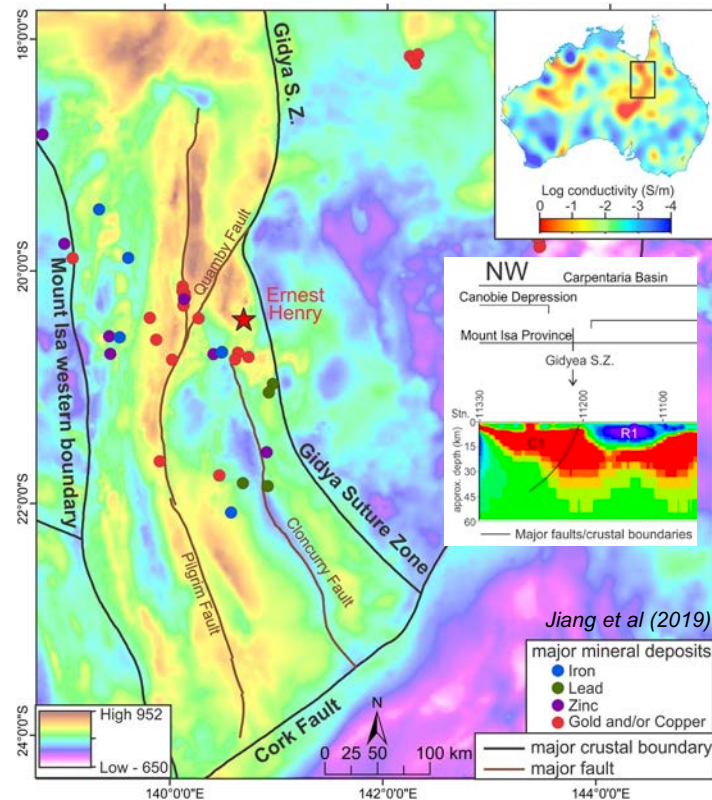 18°0'0"S
20°0'0"S
22°0'0"S
24°0'0"S
140°0'0"E
142°0'0"E
144°0'0"E
Gidya S. Z.
Quamby Fault
Ernest
Henry
Mount Isa western boundary
Gidya Suture Zone
Cloncurry Fault
Pilgrim Fault
Cork Fault
High 952
Low - 650
N
0 25 50 100 km
Log conductivity (S/m)
0 -1 -2 -3 -4
NW
Carpentaria Basin
Canobie Depression
Mount Isa Province
Gidyea S.Z.
Stn.
11330
11200
11100
approx. depth (km)
0
15
30
45
60
C1
R1
Major faults/crustal boundaries
Jiang et al (2019)
major mineral deposits
Iron
Lead
Zinc
Gold and/or Copper
major crustal boundary
major fault